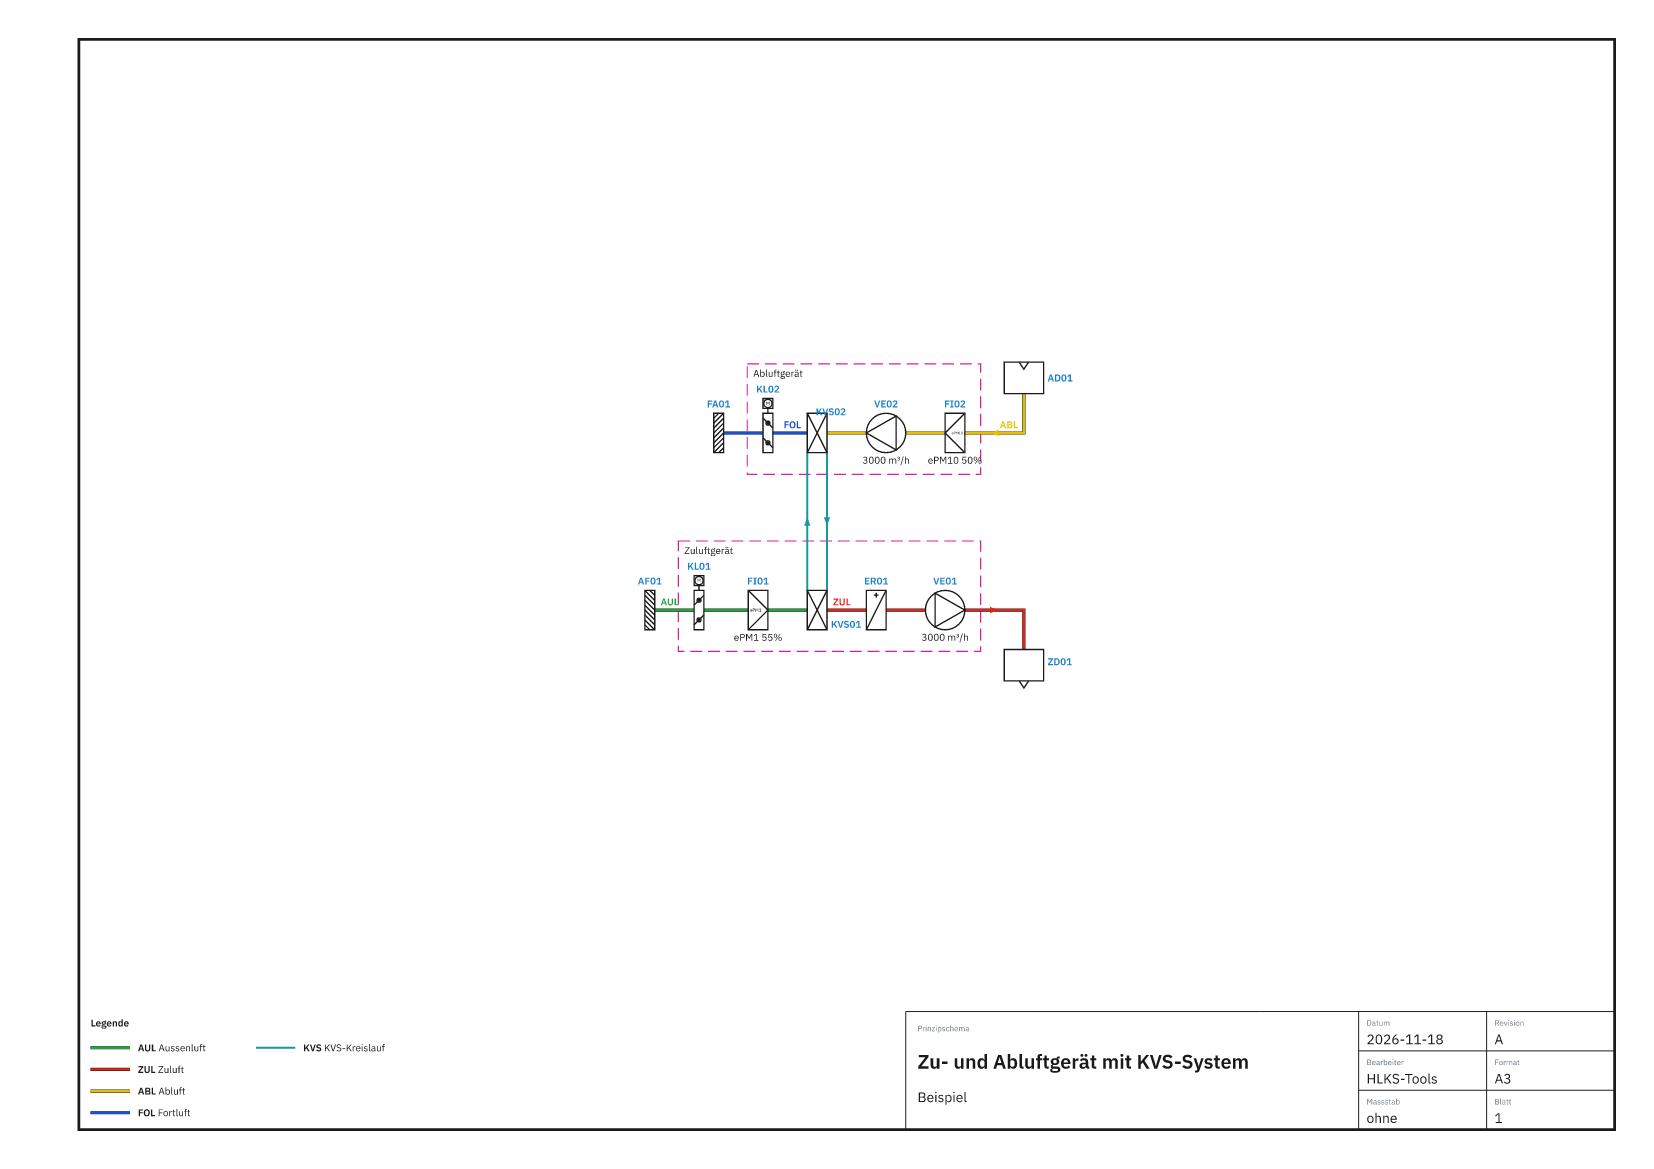 Abluftgerät
AD01
KL02
FA01
KVS02
VE02
FI02
FOL
ABL
ePM10
3000 m³/h
ePM10 50%
Zuluftgerät
KL01
AF01
FI01
ER01
VE01
AUL
ZUL
ePM1
KVS01
ePM1 55%
3000 m³/h
ZD01
Legende
AUL Aussenluft
KVS KVS-Kreislauf
ZUL Zuluft
ABL Abluft
FOL Fortluft
Prinzipschema
Zu- und Abluftgerät mit KVS-System
Beispiel
Datum
2026-11-18
Revision
A
Bearbeiter
HLKS-Tools
Format
A3
Massstab
ohne
Blatt
1